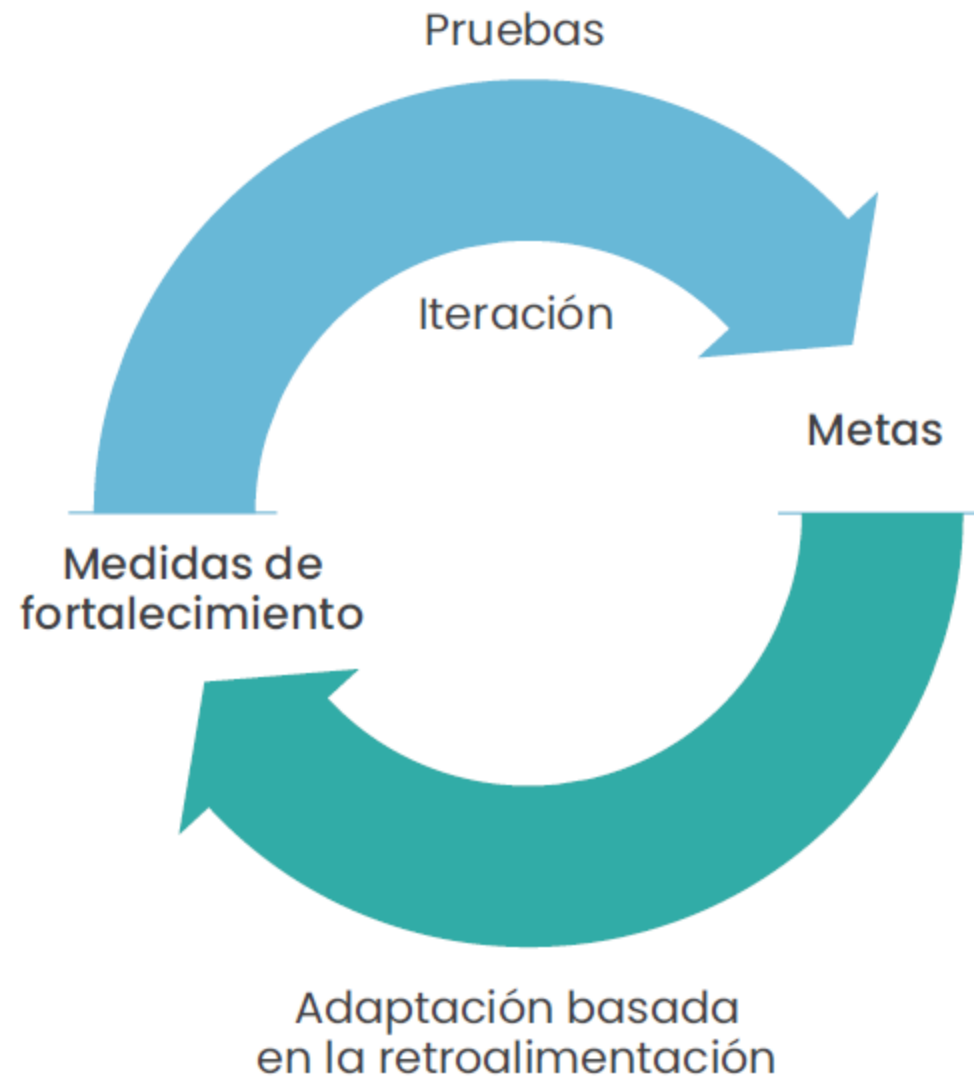 Pruebas
Iteración
Metas
Medidas de
fortalecimiento
Adaptación basada
en la retroalimentación